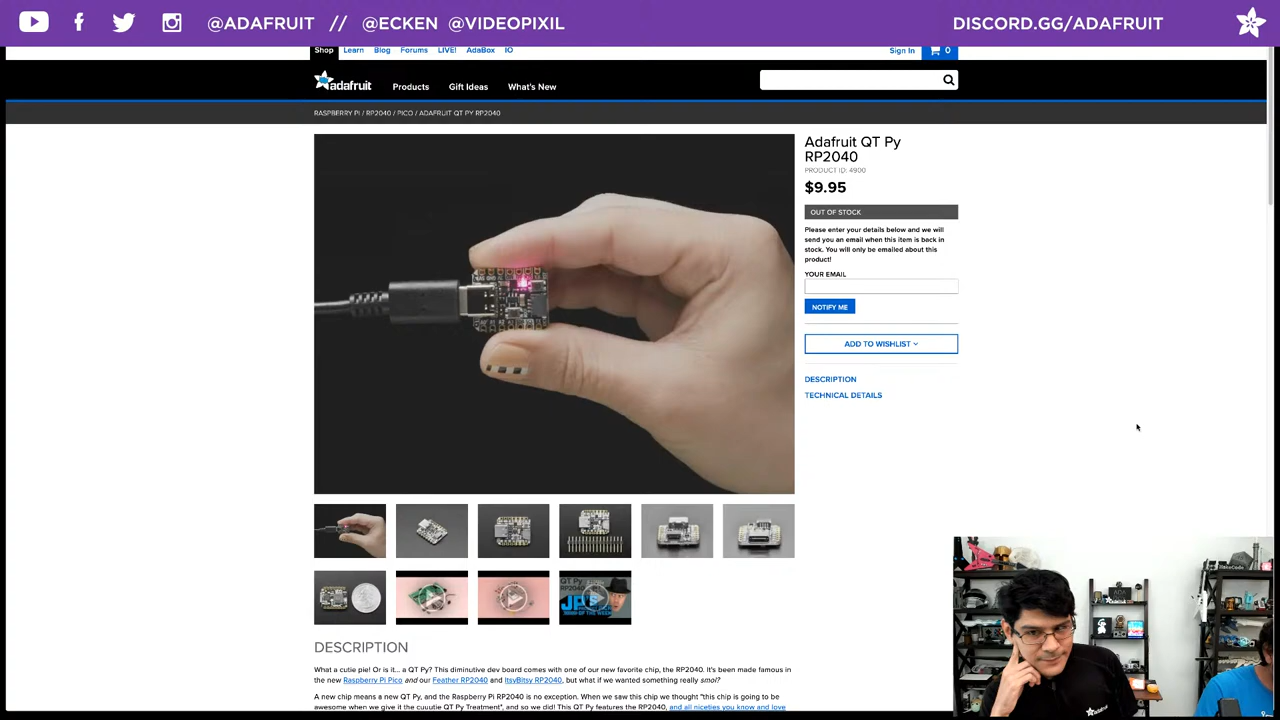 @ADAFRUIT // @ECKEN @VIDEOPIXIL
DISCORD.GG/ADAFRUIT
Shop Learn Blog Forums LIVE! AdaBox IO
Sign In 0
adafruit Products Gift Ideas What's New
RASPBERRY PI / RP2040 / PICO / ADAFRUIT QT PY RP2040
Adafruit QT Py
RP2040
PRODUCT ID: 4900
$9.95
OUT OF STOCK
Please enter your details below and we will
send you an email when this item is back in
stock. You will only be emailed about this
product!
YOUR EMAIL
NOTIFY ME
ADD TO WISHLIST
DESCRIPTION
TECHNICAL DETAILS
QT Py
RP2040
JP's
OF THE WEEK
DESCRIPTION
What a cutie pie! Or is it... a QT Py? This diminutive dev board comes with one of our new favorite chip, the RP2040. It's been made famous in
the new Raspberry Pi Pico and our Feather RP2040 and ItsyBitsy RP2040, but what if we wanted something really smol?
A new chip means a new QT Py, and the Raspberry Pi RP2040 is no exception. When we saw this chip we thought "this chip is going to be
awesome when we give it the cuuutie QT Py Treatment", and so we did! This QT Py features the RP2040, and all niceties you know and love